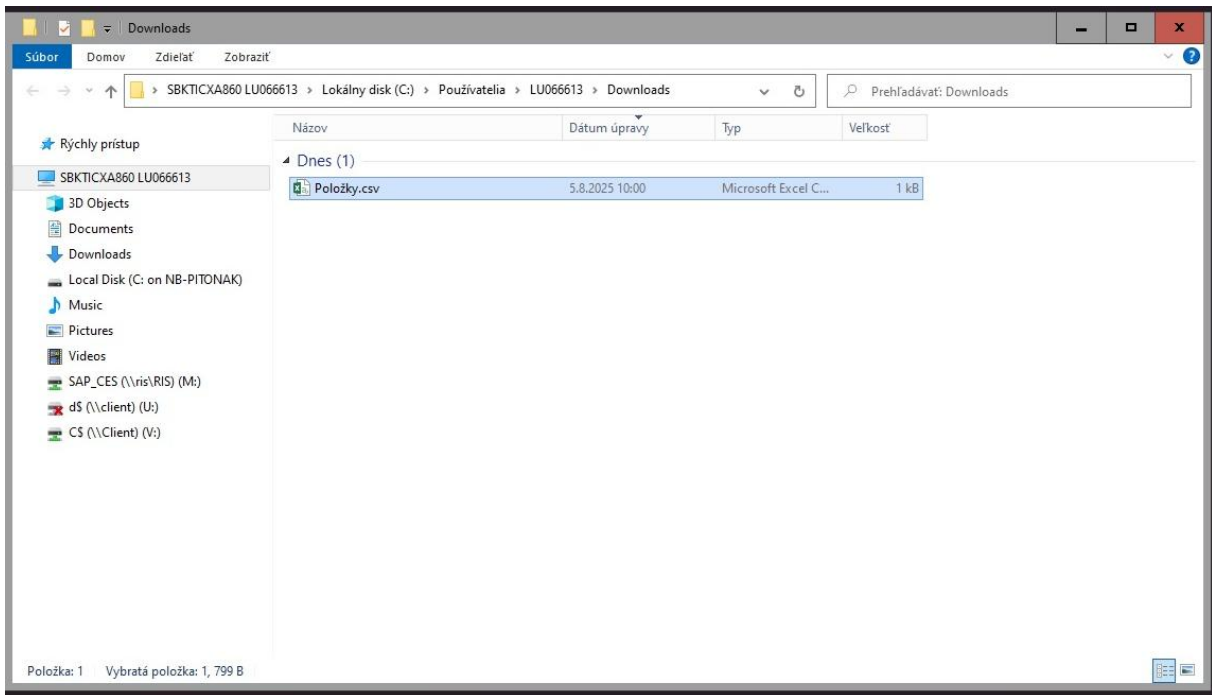 Downloads
Súbor Domov Zdieľať Zobraziť
SBKTICXA860 LU066613 > Lokálny disk (C:) > Používatelia > LU066613 > Downloads
Prehľadávať: Downloads
Názov Dátum úpravy Typ Veľkosť
Rýchly prístup
Dnes (1)
SBKTICXA860 LU066613
Položky.csv 5.8.2025 10:00 Microsoft Excel C... 1 kB
3D Objects
Documents
Downloads
Local Disk (C: on NB-PITONAK)
Music
Pictures
Videos
SAP_CES (\\ris\RIS) (M:)
d$ (\\client) (U:)
C$ (\\Client) (V:)
Položka: 1 Vybratá položka: 1, 799 B